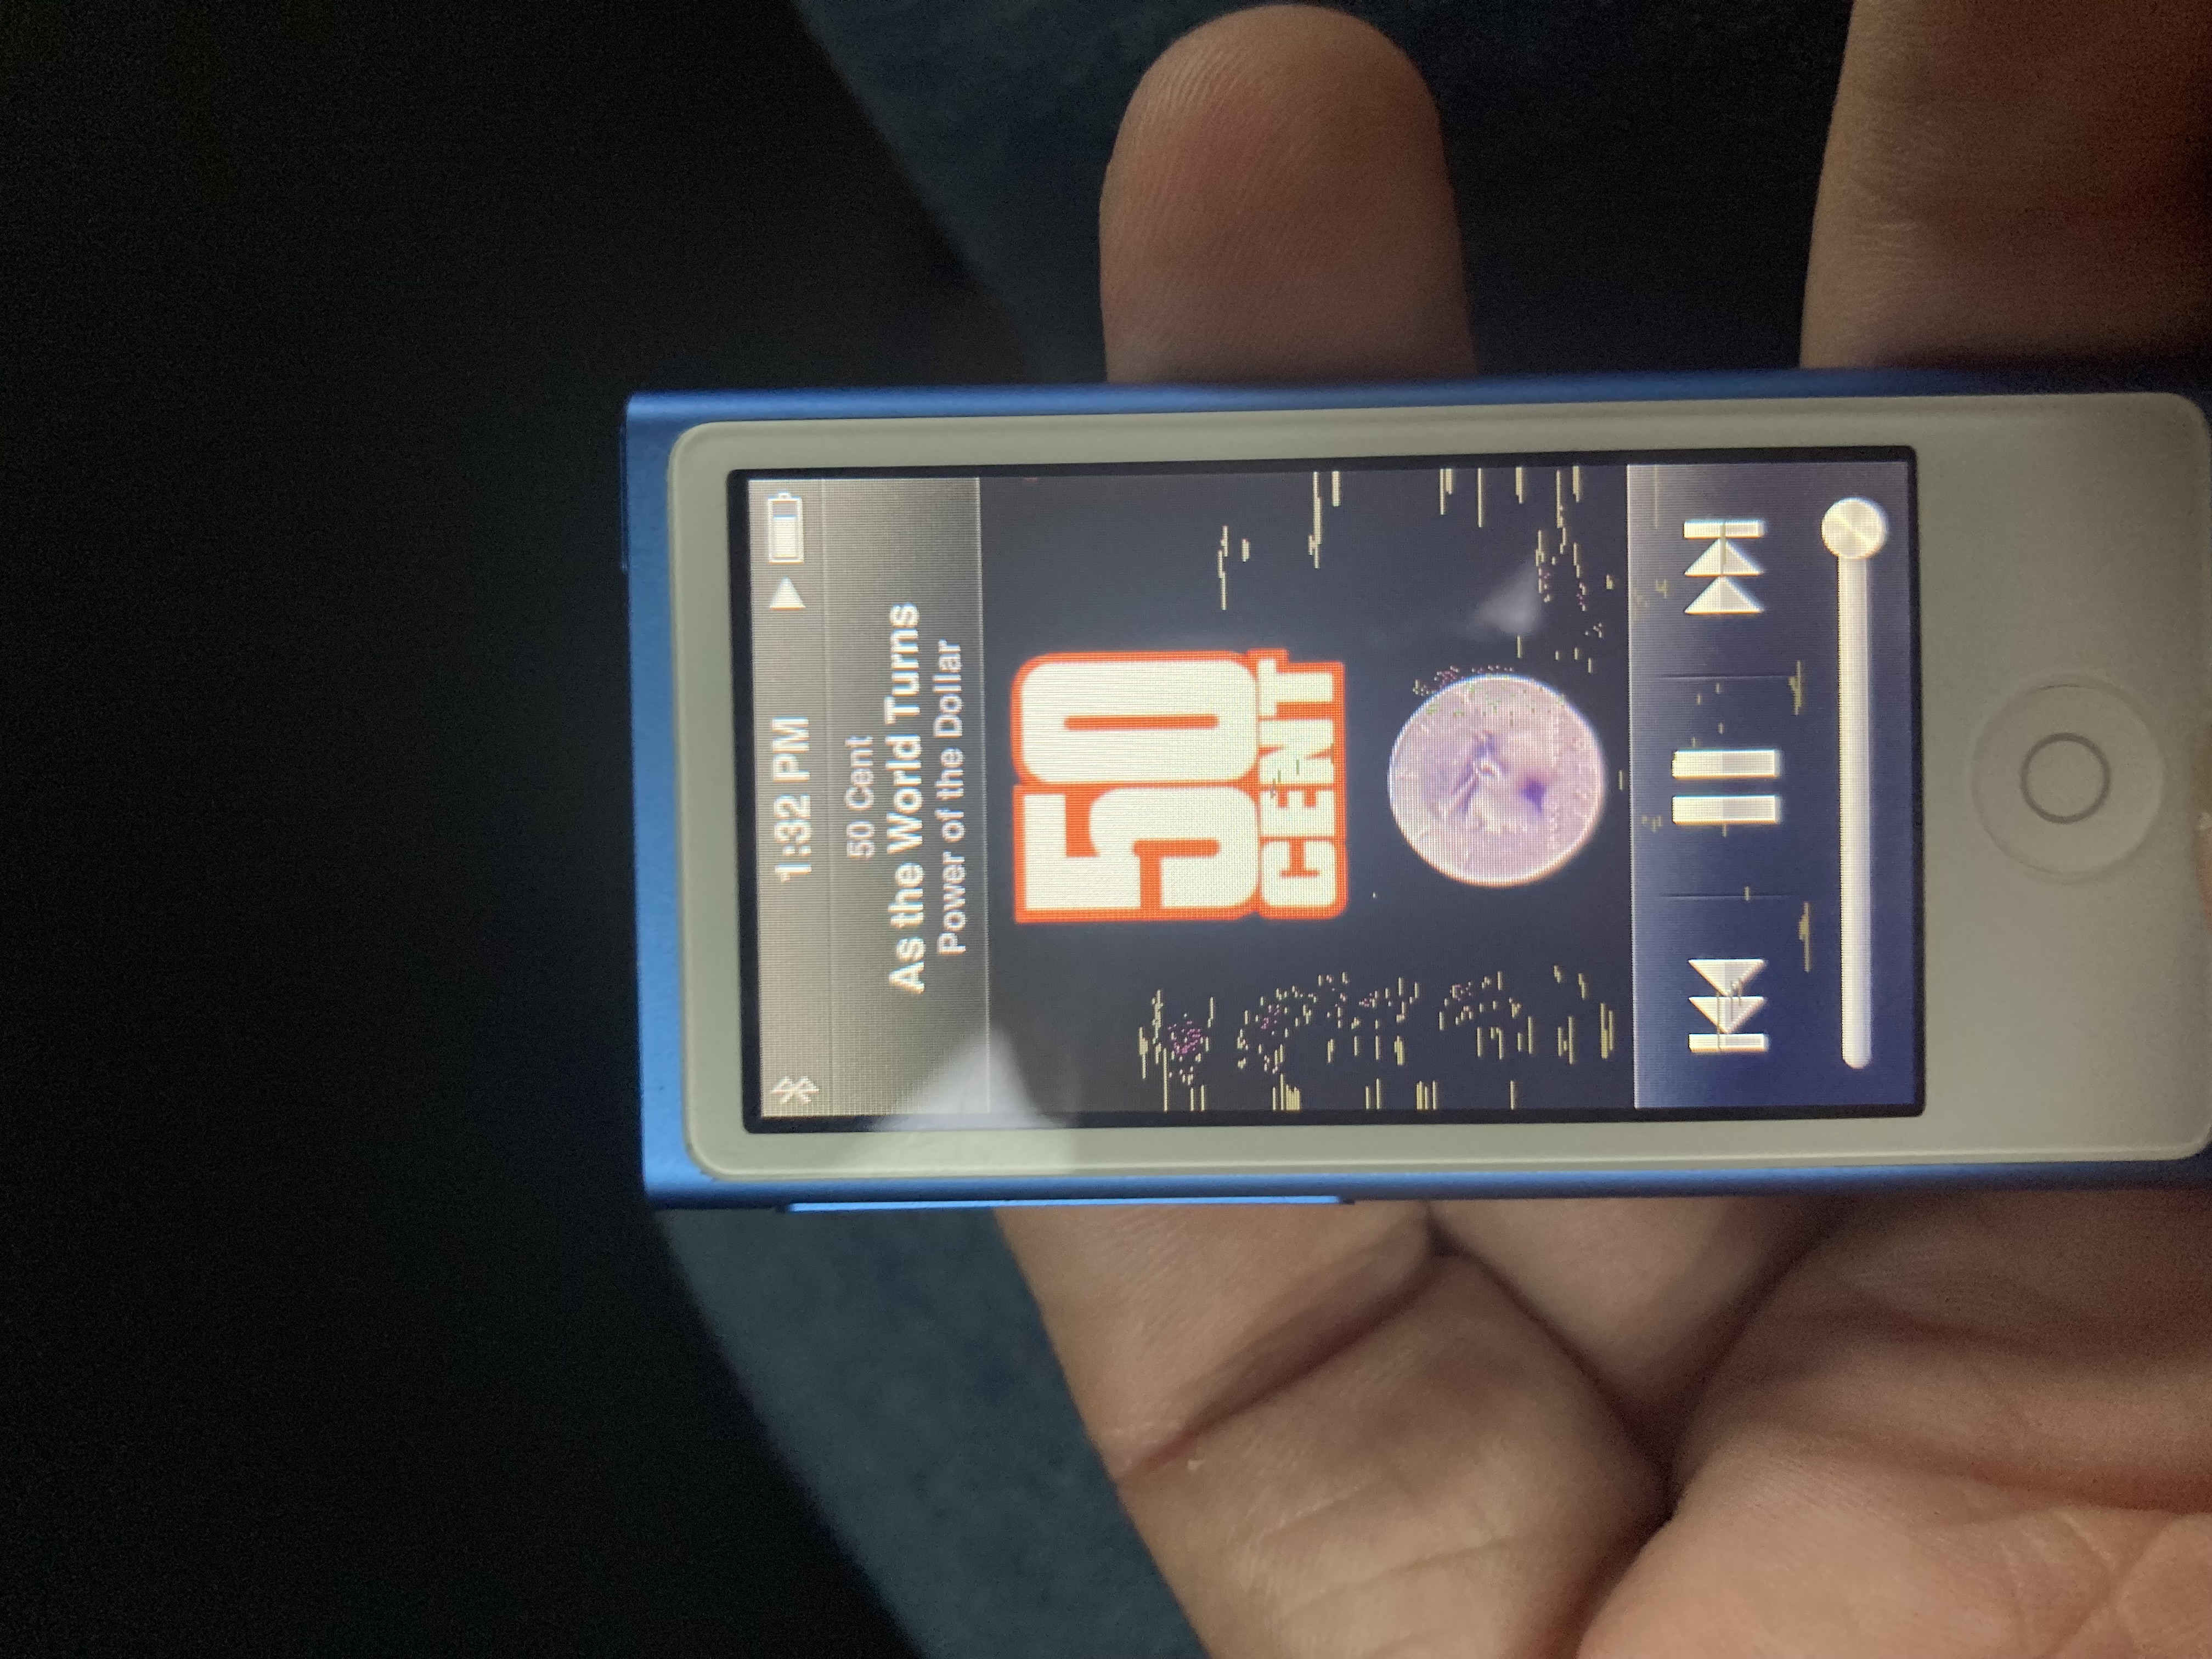 1:32 PM
50 Cent
As the World Turns
Power of the Dollar
50
CENT